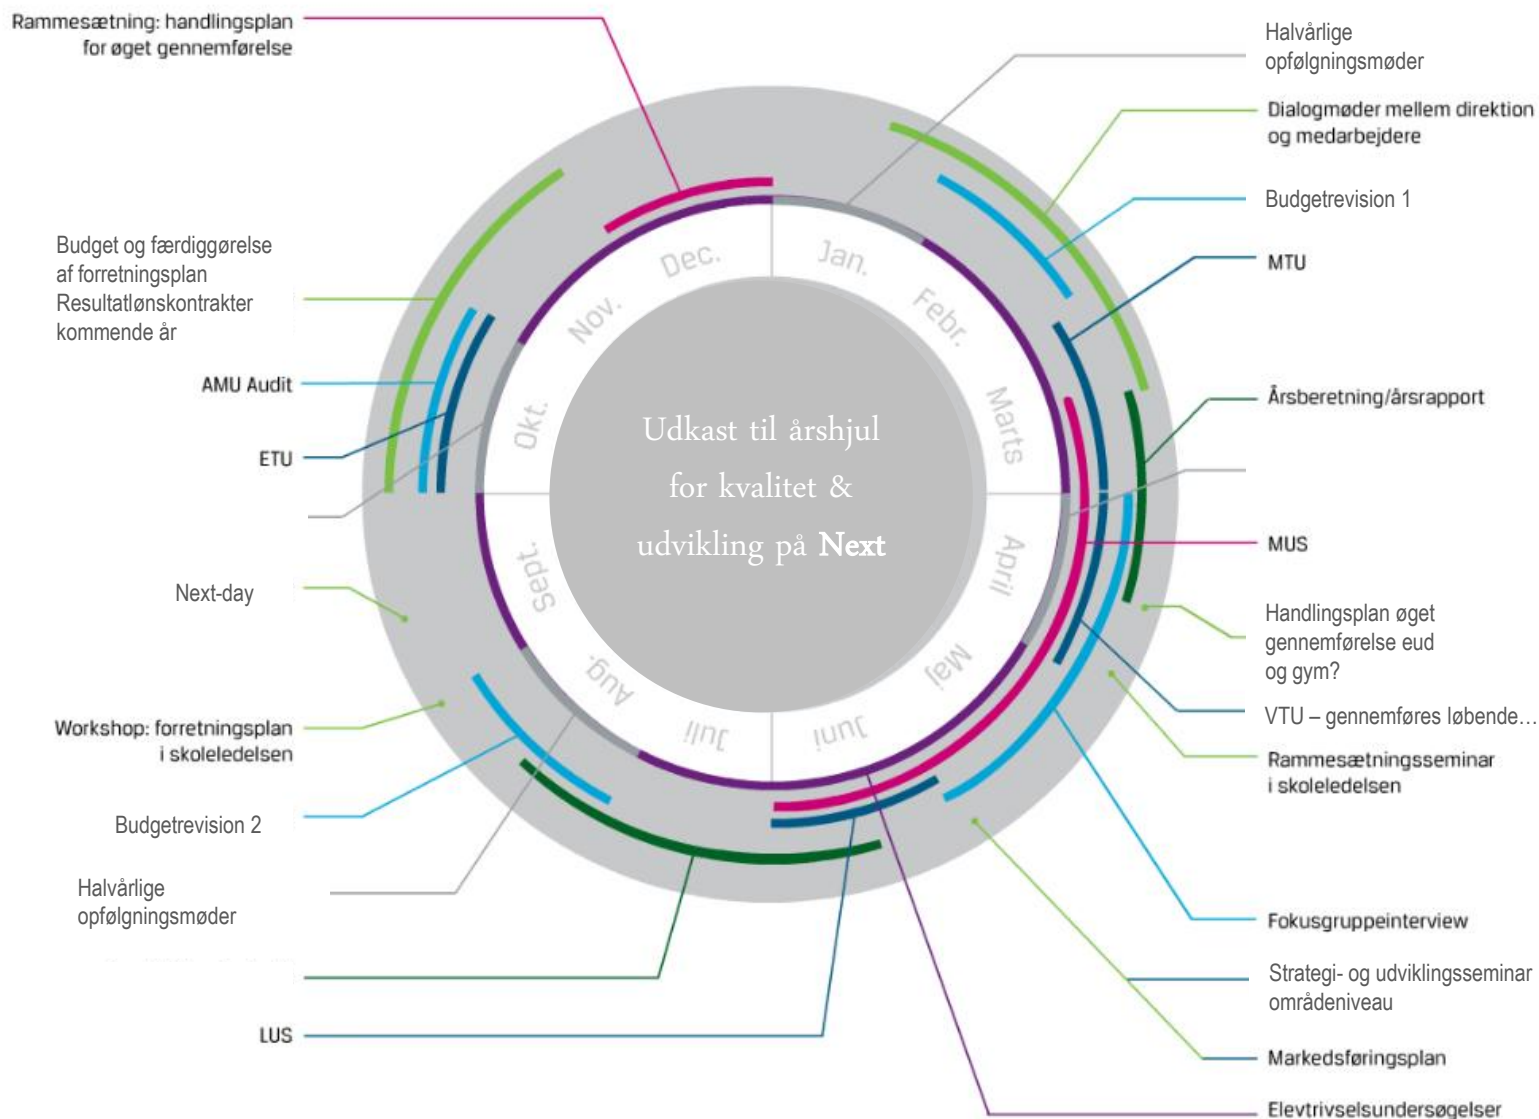 Rammesætning: handlingsplan
for øget gennemførelse
Halvårlige
opfølgningsmøder
Dialogmøder mellem direktion
og medarbejdere
Budgetrevision 1
MTU
Årsberetning/årsrapport
MUS
Handlingsplan øget
gennemførelse eud
og gym?
VTU – gennemføres løbende...
Rammesætningsseminar
i skoleledelsen
Fokusgruppeinterview
Strategi- og udviklingsseminar
områdeniveau
Markedsføringsplan
Elevtrivselsundersøgelser
Budget og færdiggørelse
af forretningsplan
Resultatlønskontrakter
kommende år
AMU Audit
ETU
Next-day
Workshop: forretningsplan
i skoleledelsen
Budgetrevision 2
Halvårlige
opfølgningsmøder
LUS
Jan.
Febr.
Marts
April
Maj
Juni
Juli
Aug.
Sept.
Okt.
Nov.
Dec.
Udkast til årshjul
for kvalitet &
udvikling på Next